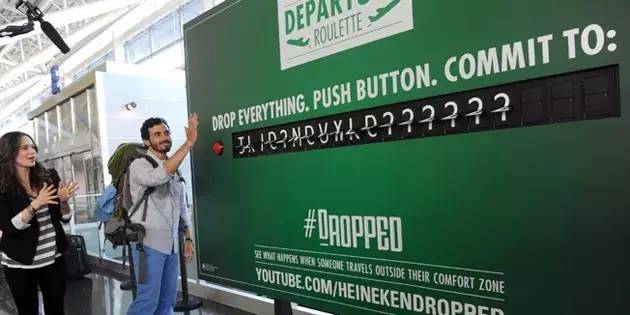 DEPARTURE
ROULETTE
DROP EVERYTHING. PUSH BUTTON. COMMIT TO:
#DROPPED
SEE WHAT HAPPENS WHEN SOMEONE TRAVELS OUTSIDE THEIR COMFORT ZONE
YOUTUBE.COM/HEINEKENDROPPED